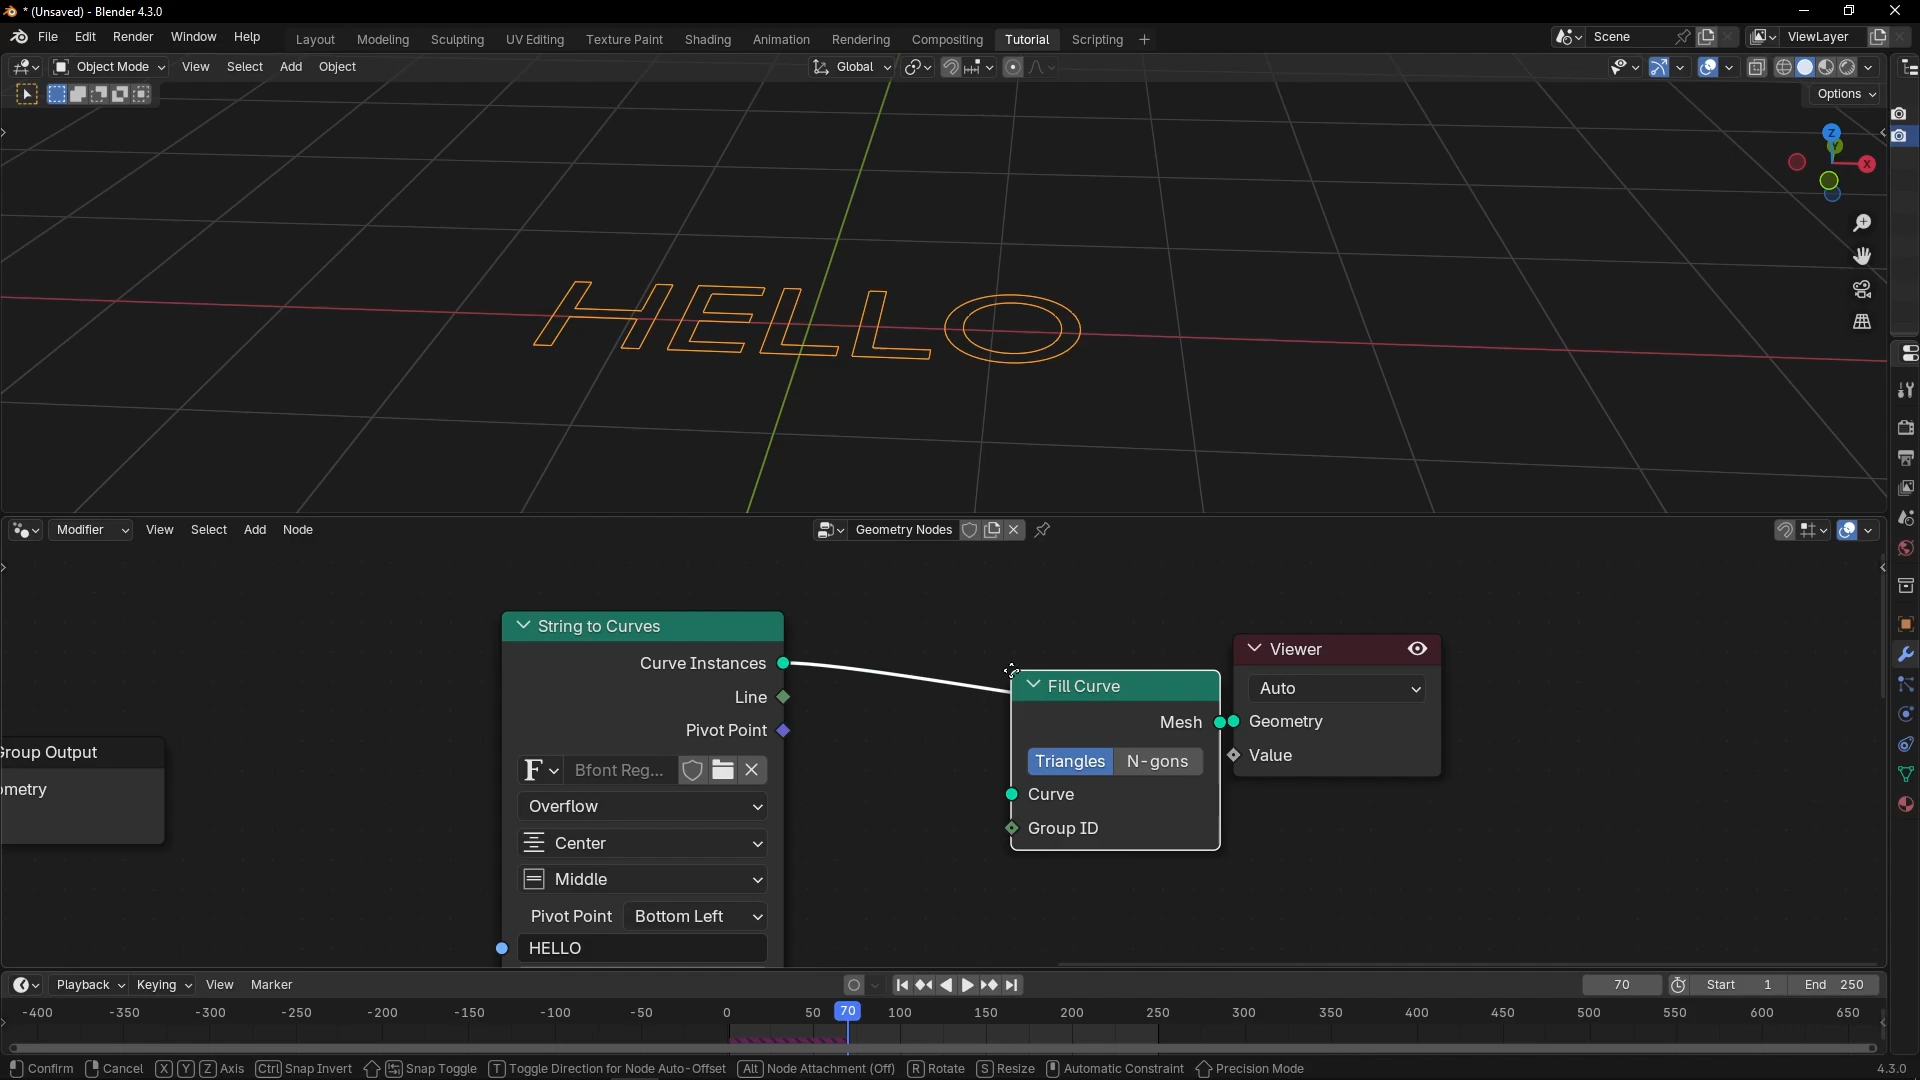 * (Unsaved) - Blender 4.3.0
File Edit Render Window Help Layout Modeling Sculpting UV Editing Texture Paint Shading Animation Rendering Compositing Tutorial Scripting + Scene ViewLayer
Object Mode View Select Add Object Global
Options
Z
Y
X
HELLO
Modifier View Select Add Node Geometry Nodes
String to Curves
Curve Instances
Line
Pivot Point
F Bfont Reg...
Overflow
Center
Middle
Pivot Point Bottom Left
HELLO
Group Output
ometry
Fill Curve
Mesh
Triangles N-gons
Curve
Group ID
Viewer
Auto
Geometry
Value
Playback Keying View Marker 70 Start 1 End 250
-400 -350 -300 -250 -200 -150 -100 -50 0 50 70 100 150 200 250 300 350 400 450 500 550 600 650
Confirm Cancel X Y Z Axis Ctrl Snap Invert Snap Toggle T Toggle Direction for Node Auto-Offset Alt Node Attachment (Off) R Rotate S Resize Automatic Constraint Precision Mode 4.3.0